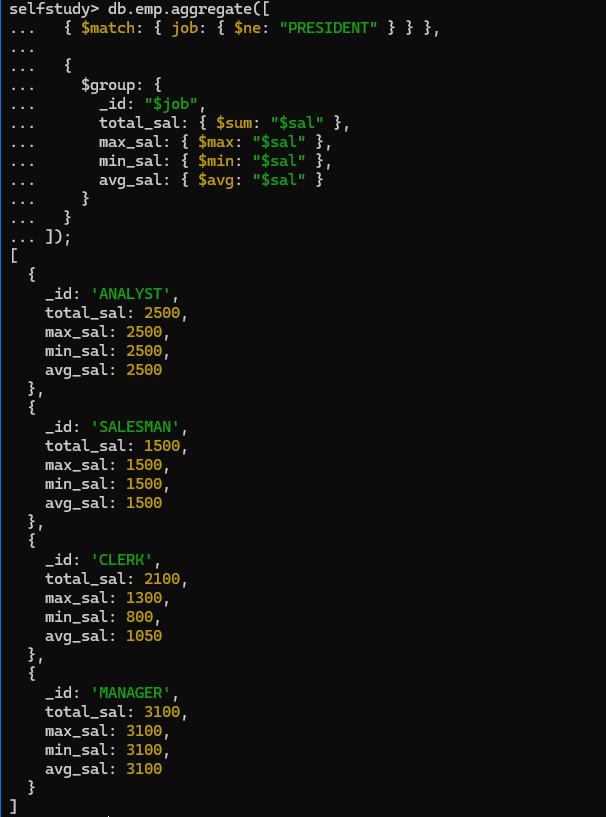 selfstudy> db.emp.aggregate([
...   { $match: { job: { $ne: "PRESIDENT" } } },
...
...   {
...     $group: {
...       _id: "$job",
...       total_sal: { $sum: "$sal" },
...       max_sal: { $max: "$sal" },
...       min_sal: { $min: "$sal" },
...       avg_sal: { $avg: "$sal" }
...     }
...   }
... ]);
[
  {
    _id: 'ANALYST',
    total_sal: 2500,
    max_sal: 2500,
    min_sal: 2500,
    avg_sal: 2500
  },
  {
    _id: 'SALESMAN',
    total_sal: 1500,
    max_sal: 1500,
    min_sal: 1500,
    avg_sal: 1500
  },
  {
    _id: 'CLERK',
    total_sal: 2100,
    max_sal: 1300,
    min_sal: 800,
    avg_sal: 1050
  },
  {
    _id: 'MANAGER',
    total_sal: 3100,
    max_sal: 3100,
    min_sal: 3100,
    avg_sal: 3100
  }
]